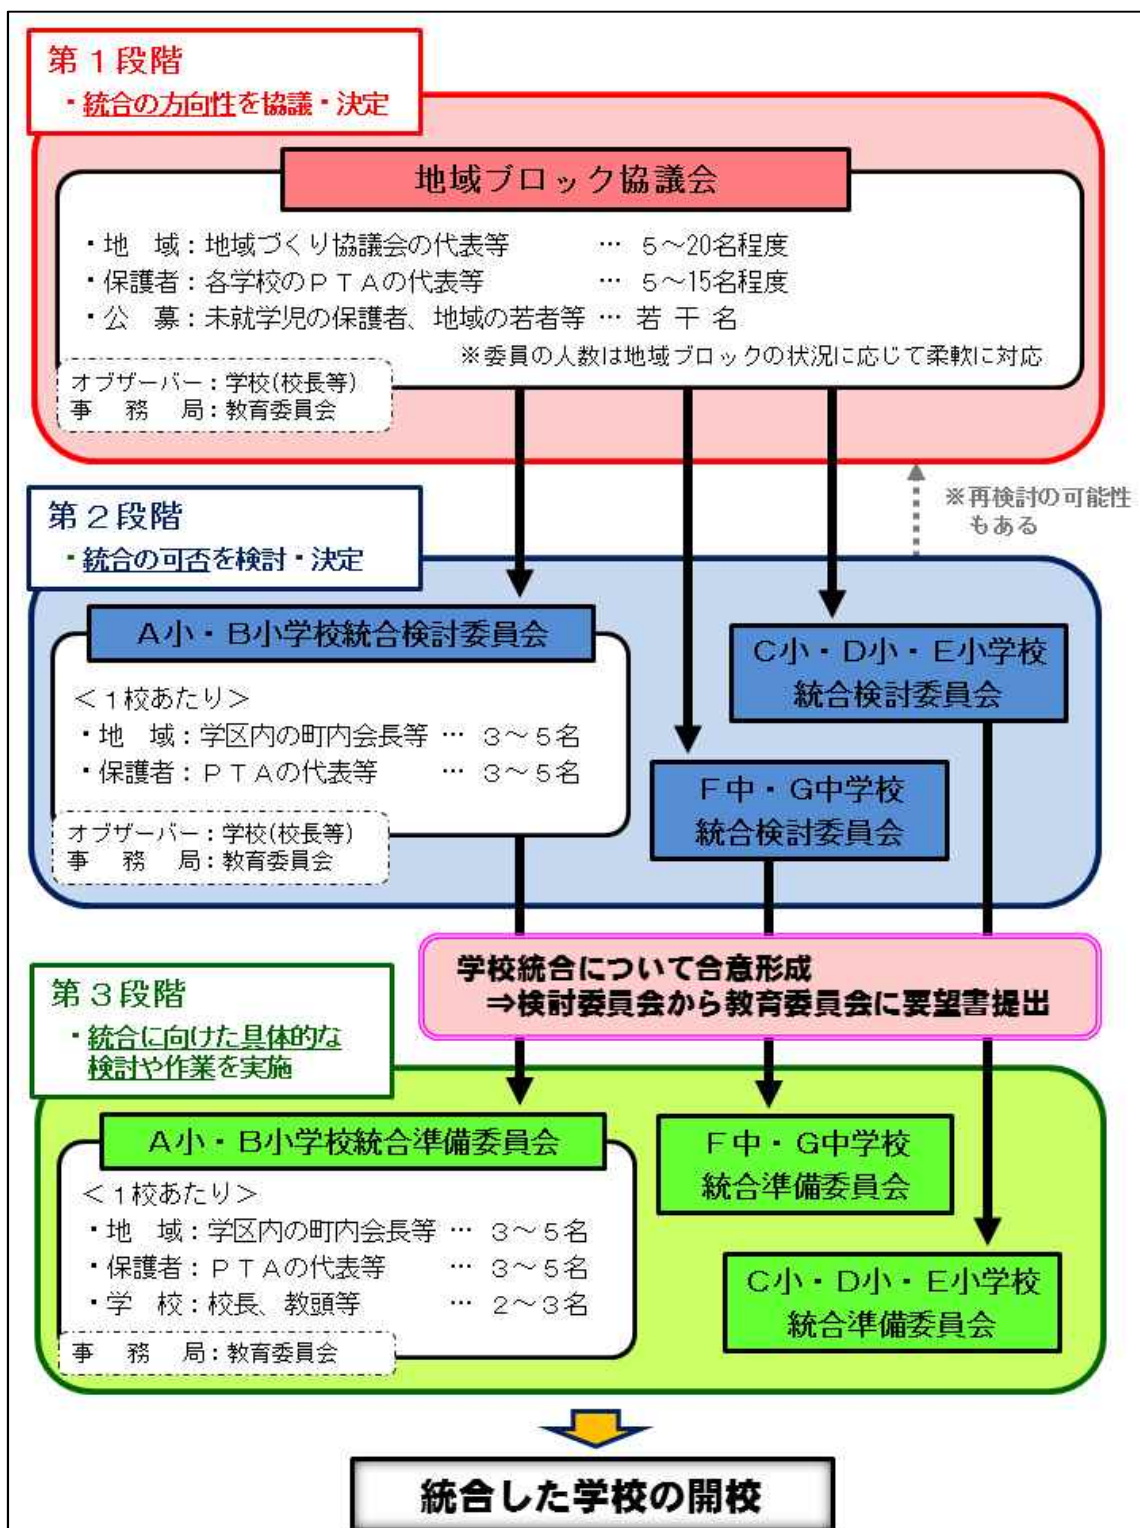 第１段階
・統合の方向性を協議・決定
地域ブロック協議会
・地　域：地域づくり協議会の代表等　… ５～20名程度
・保護者：各学校のＰＴＡの代表等　… ５～15名程度
・公　募：未就学児の保護者、地域の若者等 … 若 干 名
※委員の人数は地域ブロックの状況に応じて柔軟に対応
オブザーバー：学校(校長等)
事　務　局：教育委員会
※再検討の可能性
もある
第２段階
・統合の可否を検討・決定
Ａ小・Ｂ小学校統合検討委員会
＜１校あたり＞
・地　域：学区内の町内会長等 … ３～５名
・保護者：ＰＴＡの代表等　… ３～５名
オブザーバー：学校(校長等)
事　務　局：教育委員会
Ｃ小・Ｄ小・Ｅ小学校
統合検討委員会
Ｆ中・Ｇ中学校
統合検討委員会
学校統合について合意形成
⇒検討委員会から教育委員会に要望書提出
第３段階
・統合に向けた具体的な
検討や作業を実施
Ａ小・Ｂ小学校統合準備委員会
＜１校あたり＞
・地　域：学区内の町内会長等 … ３～５名
・保護者：ＰＴＡの代表等　… ３～５名
・学　校：校長、教頭等　… ２～３名
事　務　局：教育委員会
Ｆ中・Ｇ中学校
統合準備委員会
Ｃ小・Ｄ小・Ｅ小学校
統合準備委員会
統合した学校の開校